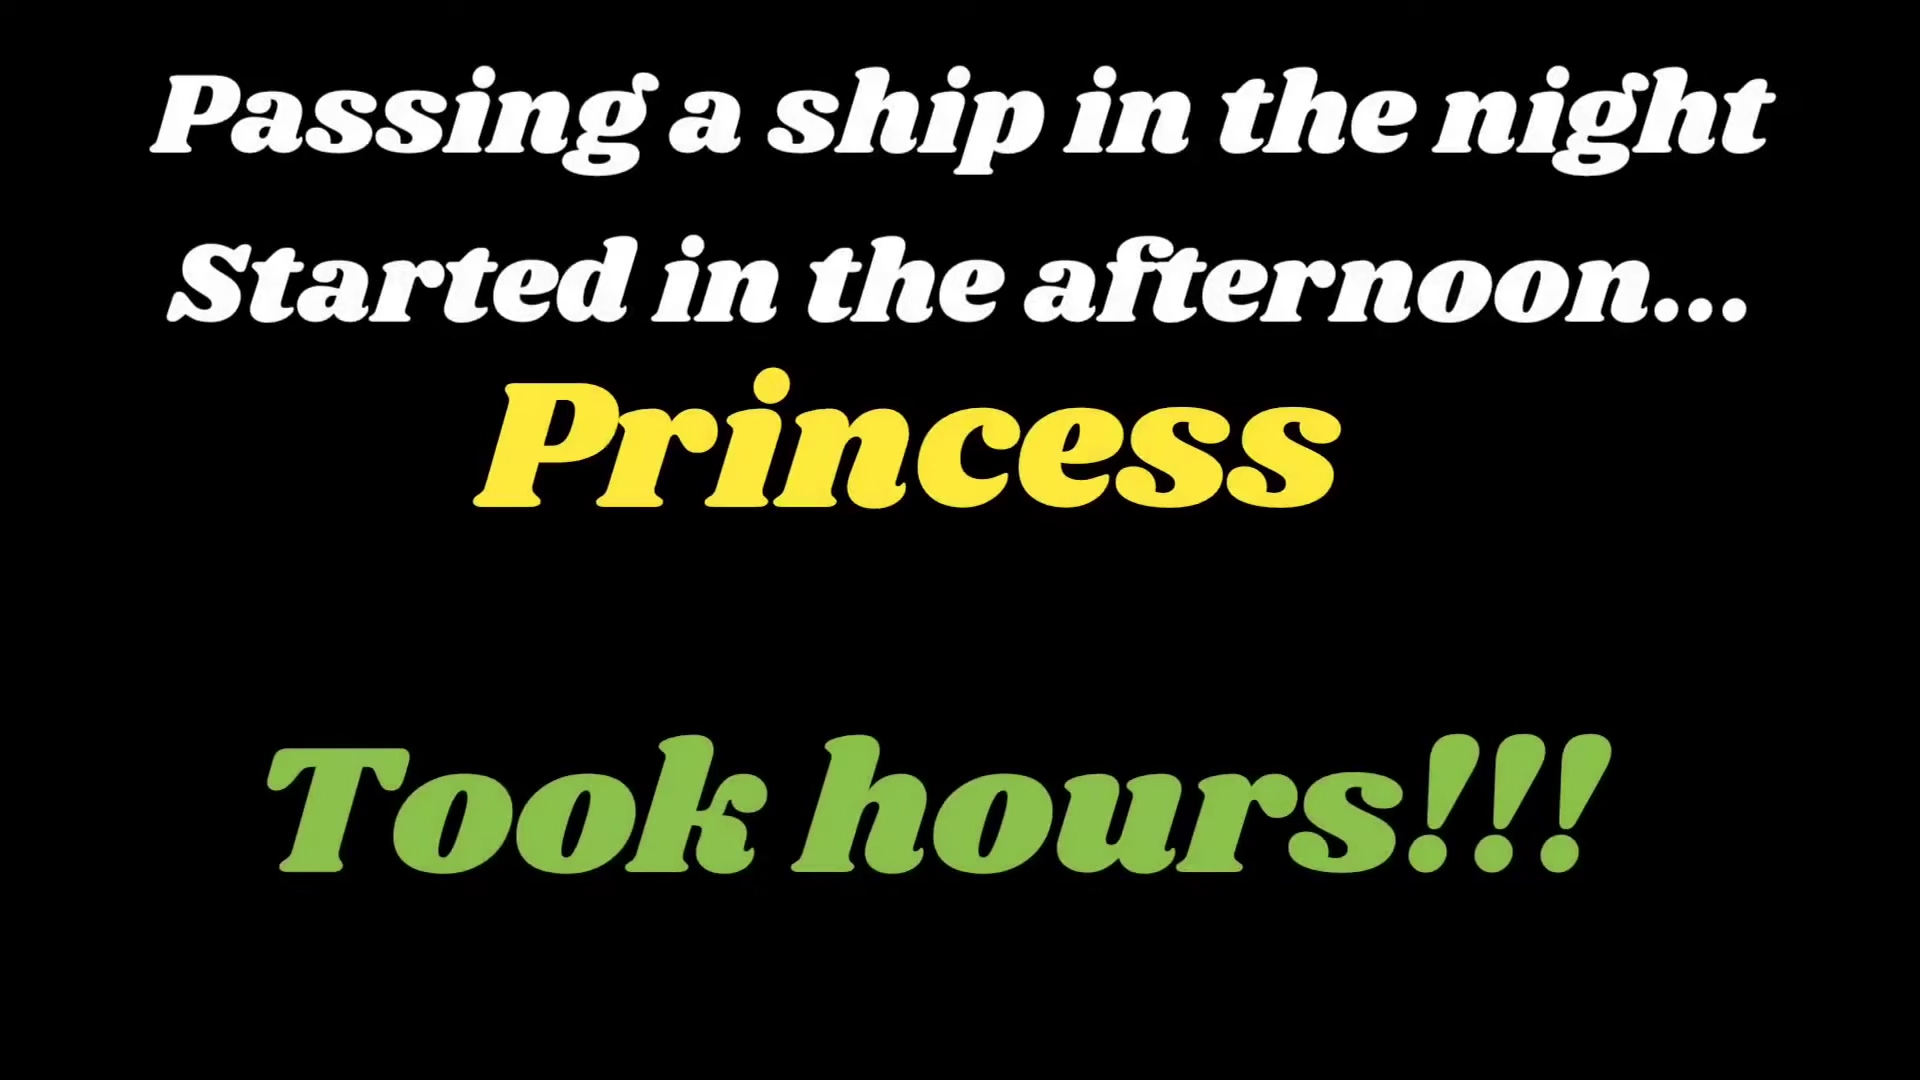 Passing a ship in the night
Started in the afternoon...
Princess
Took hours!!!